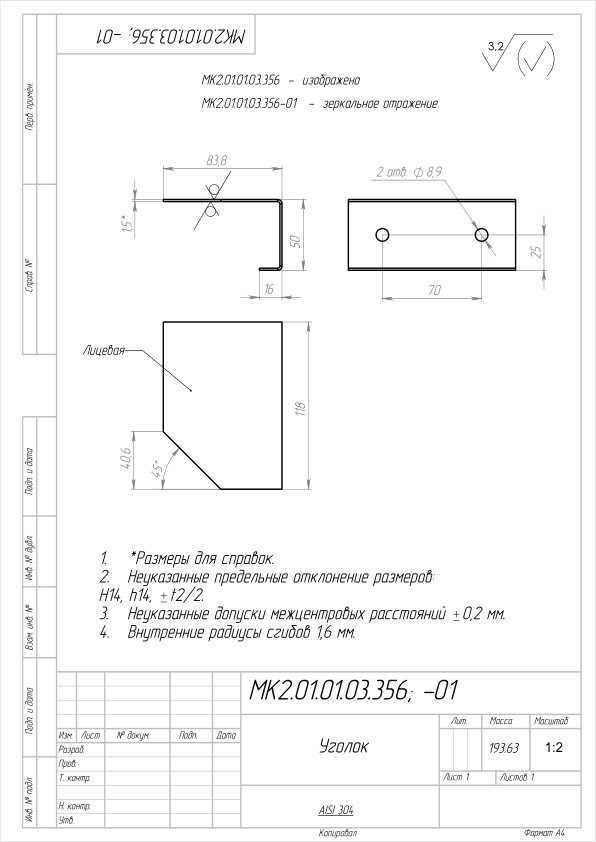 МК2.01.01.03.356; -01
3,2
МК2.01.01.03.356 - изображено
МК2.01.01.03.356-01 - зеркальное отражение
Перв. примен.
Справ. №
Подп. и дата
Инв. № дубл.
Взам. инв. №
Подп. и дата
Инв. № подл.
83,8
1,5*
50
16
2 отв. ϕ 8,9
25
70
Лицевая
118
40,6
45°
1. *Размеры для справок.
2. Неуказанные предельные отклонение размеров:
H14, h14, ± t2/2.
3. Неуказанные допуски межцентровых расстояний ± 0,2 мм.
4. Внутренние радиусы сгибов 1,6 мм.
МК2.01.01.03.356; -01
Изм. Лист № докум. Подп. Дата
Разраб.
Пров.
Т. контр.
Н. контр.
Утв.
Уголок
Лит. Масса Масштаб
193.63 1:2
Лист 1 Листов 1
AISI 304
Копировал Формат А4